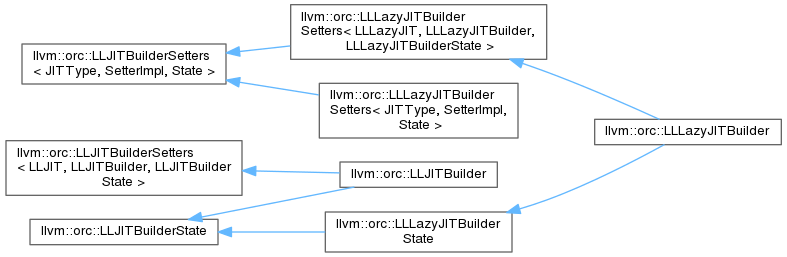 llvm::orc::LLJITBuilderSetters
< JITType, SetterImpl, State >
llvm::orc::LLLazyJITBuilder
Setters< LLLazyJIT, LLLazyJITBuilder,
LLLazyJITBuilderState >
llvm::orc::LLLazyJITBuilder
Setters< JITType, SetterImpl,
State >
llvm::orc::LLLazyJITBuilder
llvm::orc::LLJITBuilderSetters
< LLJIT, LLJITBuilder, LLJITBuilder
State >
llvm::orc::LLJITBuilder
llvm::orc::LLJITBuilderState
llvm::orc::LLLazyJITBuilder
State